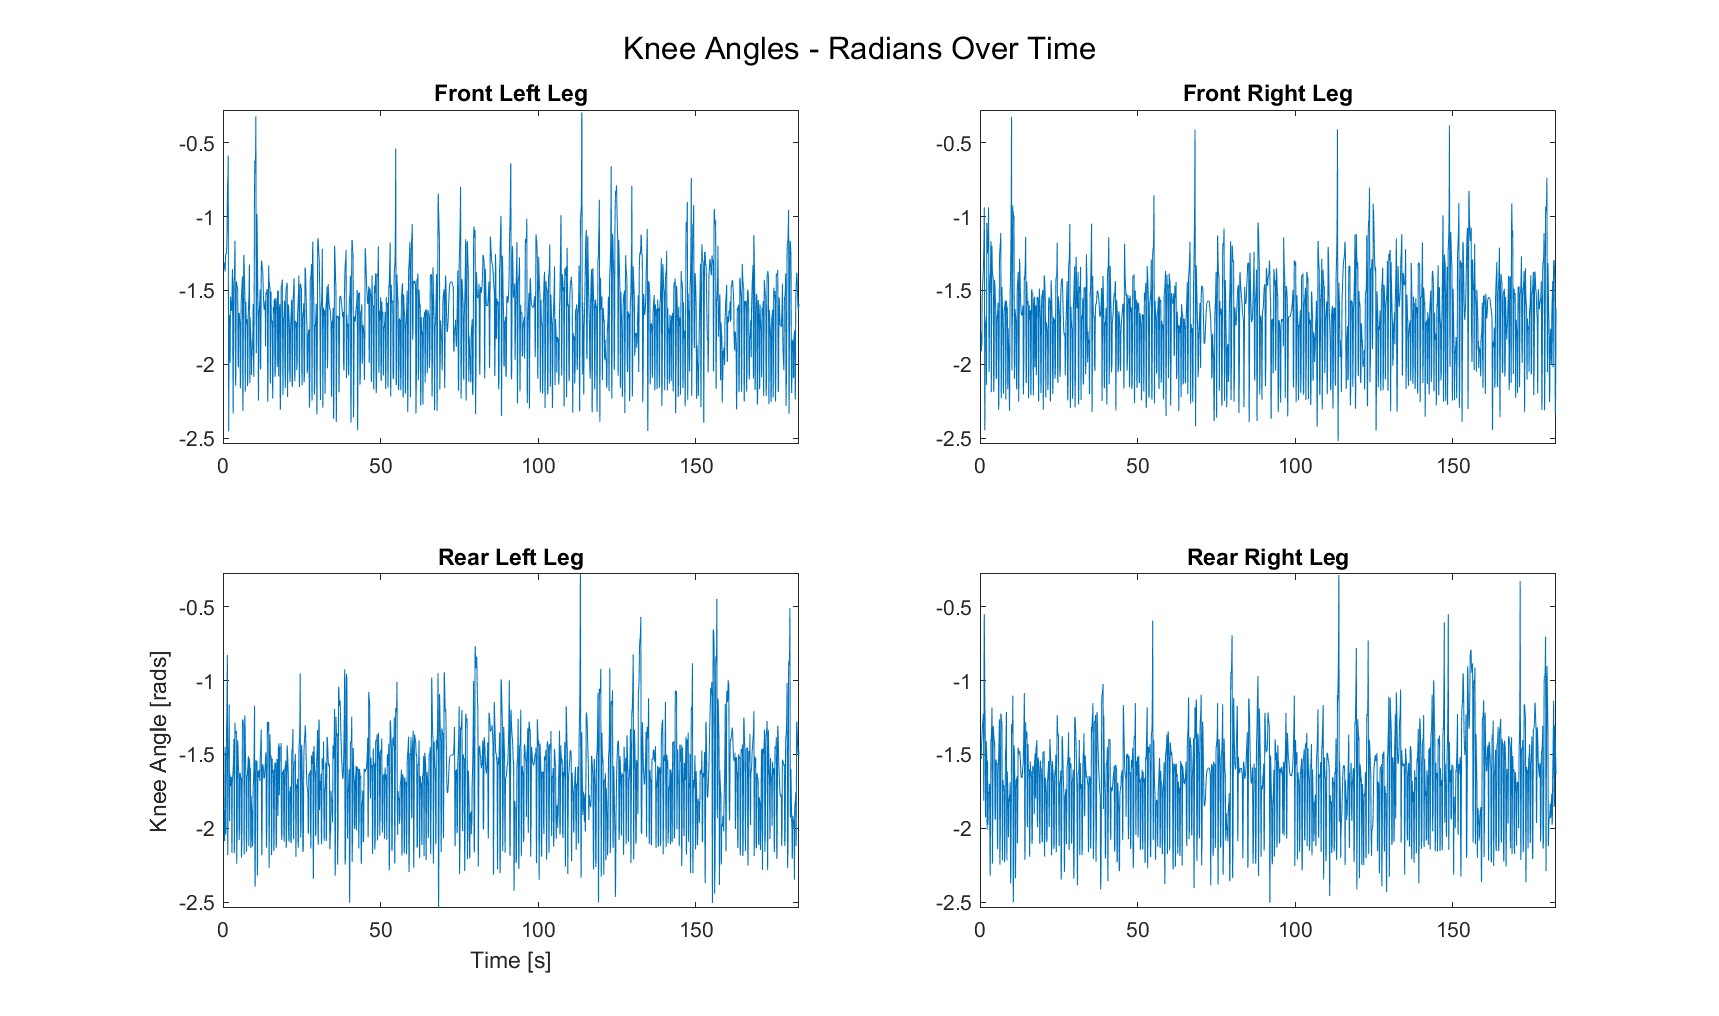 Knee Angles - Radians Over Time
Front Left Leg
-0.5
-1
-1.5
-2
-2.5
0 50 100 150
Front Right Leg
-0.5
-1
-1.5
-2
-2.5
0 50 100 150
Rear Left Leg
Knee Angle [rads]
-0.5
-1
-1.5
-2
-2.5
0 50 100 150
Time [s]
Rear Right Leg
-0.5
-1
-1.5
-2
-2.5
0 50 100 150